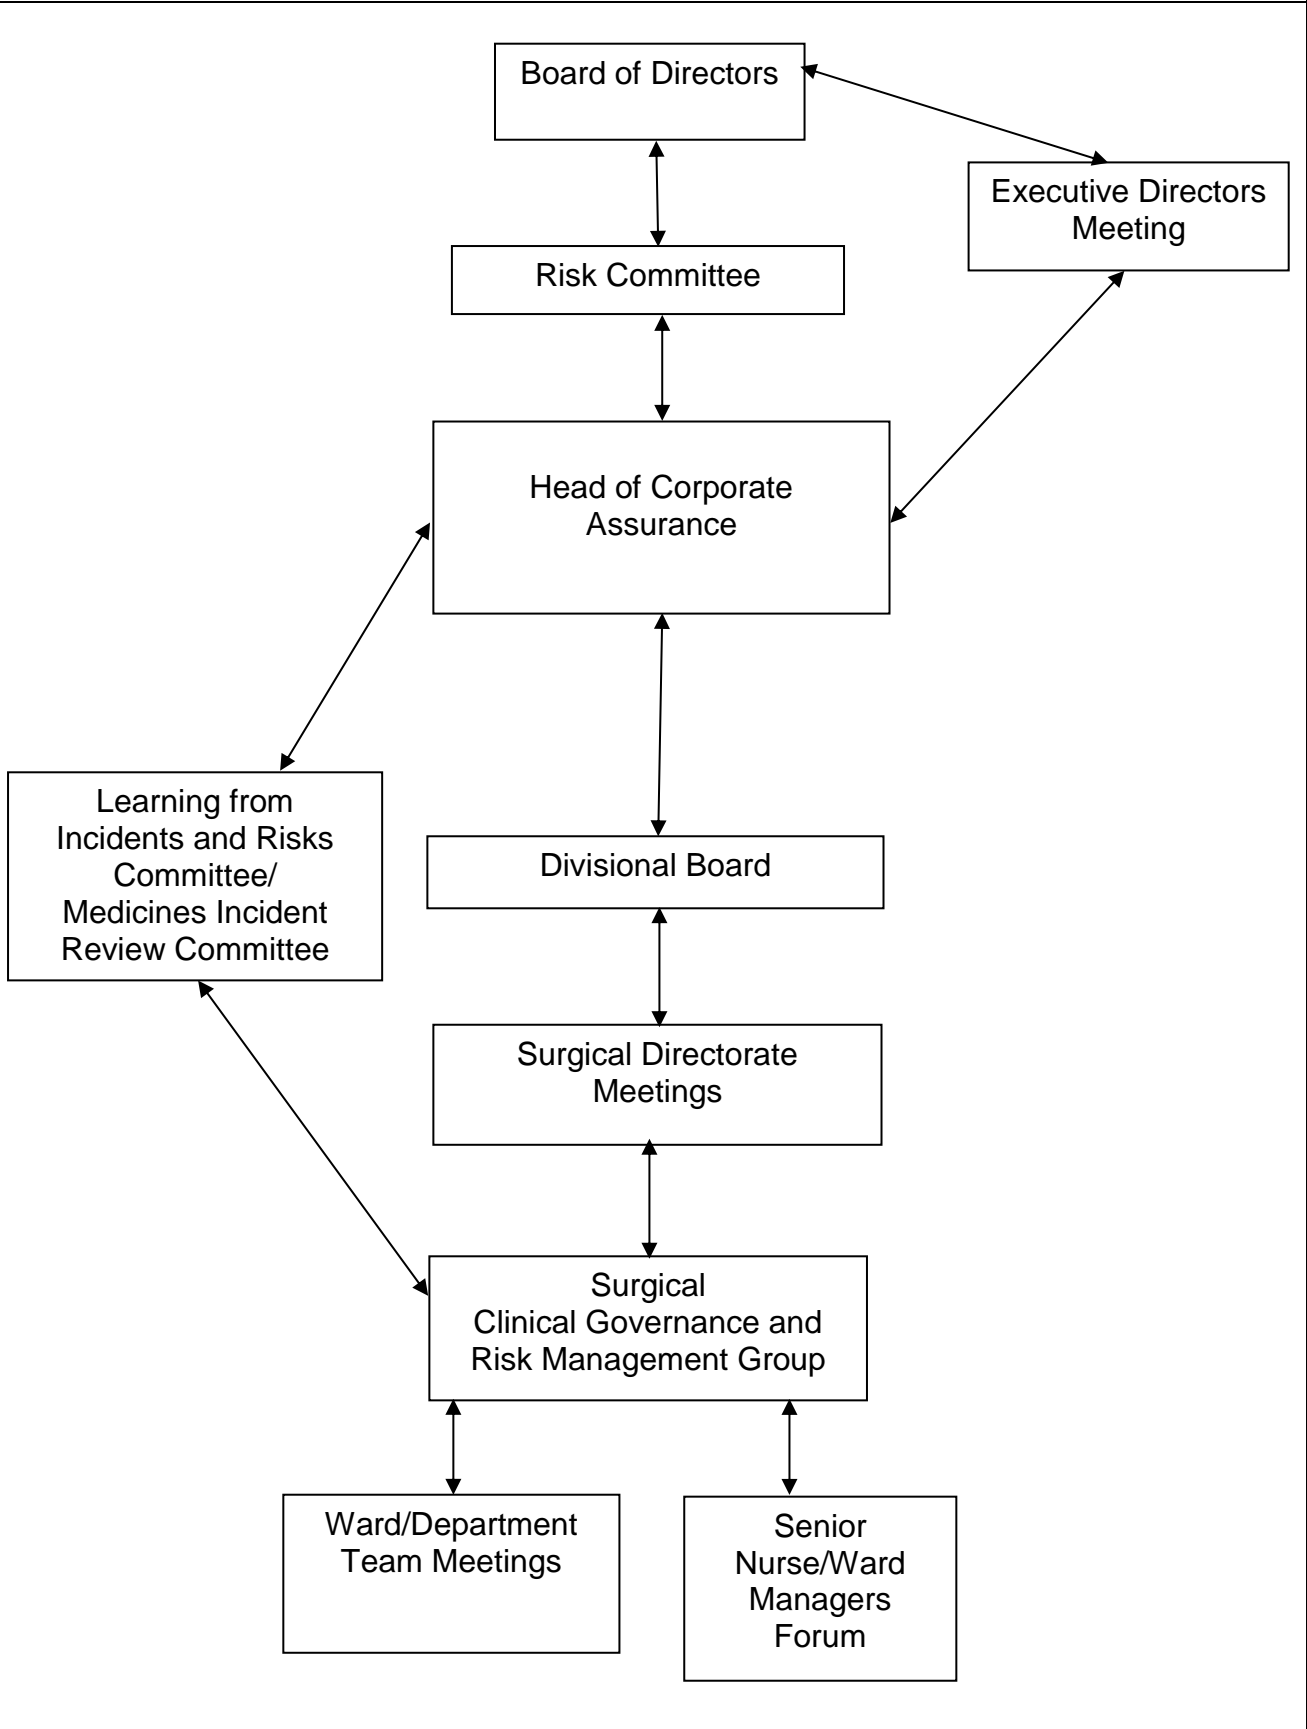 Board of Directors
Executive Directors
Meeting
Risk Committee
Head of Corporate
Assurance
Learning from
Incidents and Risks
Committee/
Medicines Incident
Review Committee
Divisional Board
Surgical Directorate
Meetings
Surgical
Clinical Governance and
Risk Management Group
Ward/Department
Team Meetings
Senior
Nurse/Ward
Managers
Forum